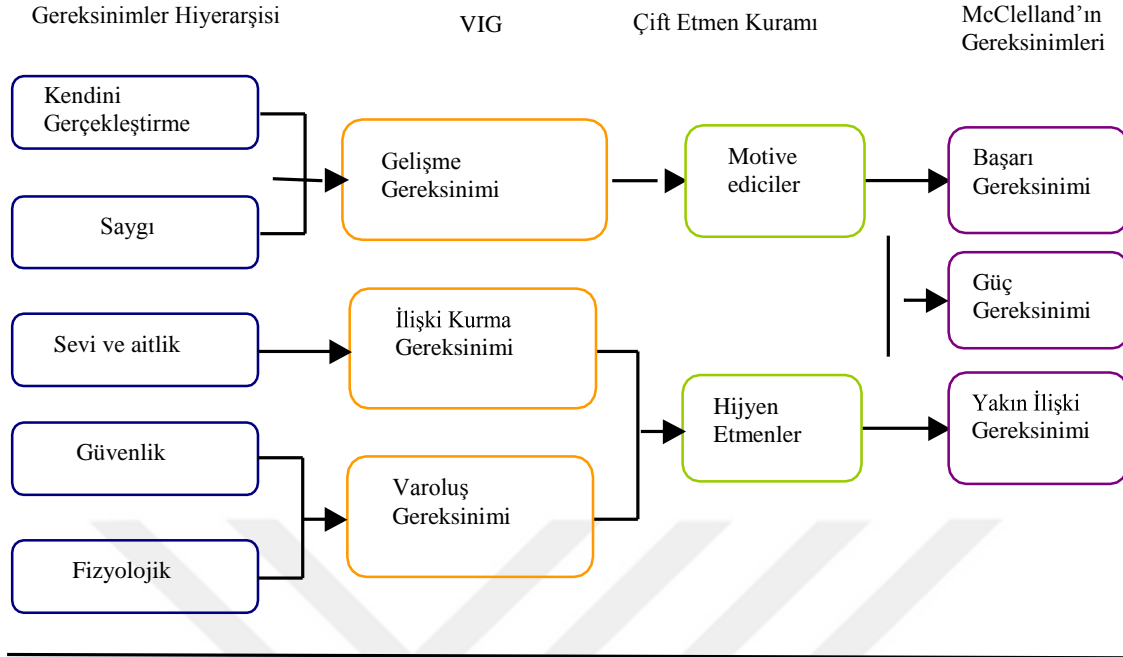 Gereksinimler Hiyerarşisi
VIG
Çift Etmen Kuramı
McClelland’ın
Gereksinimleri
Kendini
Gerçekleştirme
Saygı
Sevi ve aitlik
Güvenlik
Fizyolojik
Gelişme
Gereksinimi
İlişki Kurma
Gereksinimi
Varoluş
Gereksinimi
Motive
ediciler
Hijyen
Etmenler
Başarı
Gereksinimi
Güç
Gereksinimi
Yakın İlişki
Gereksinimi